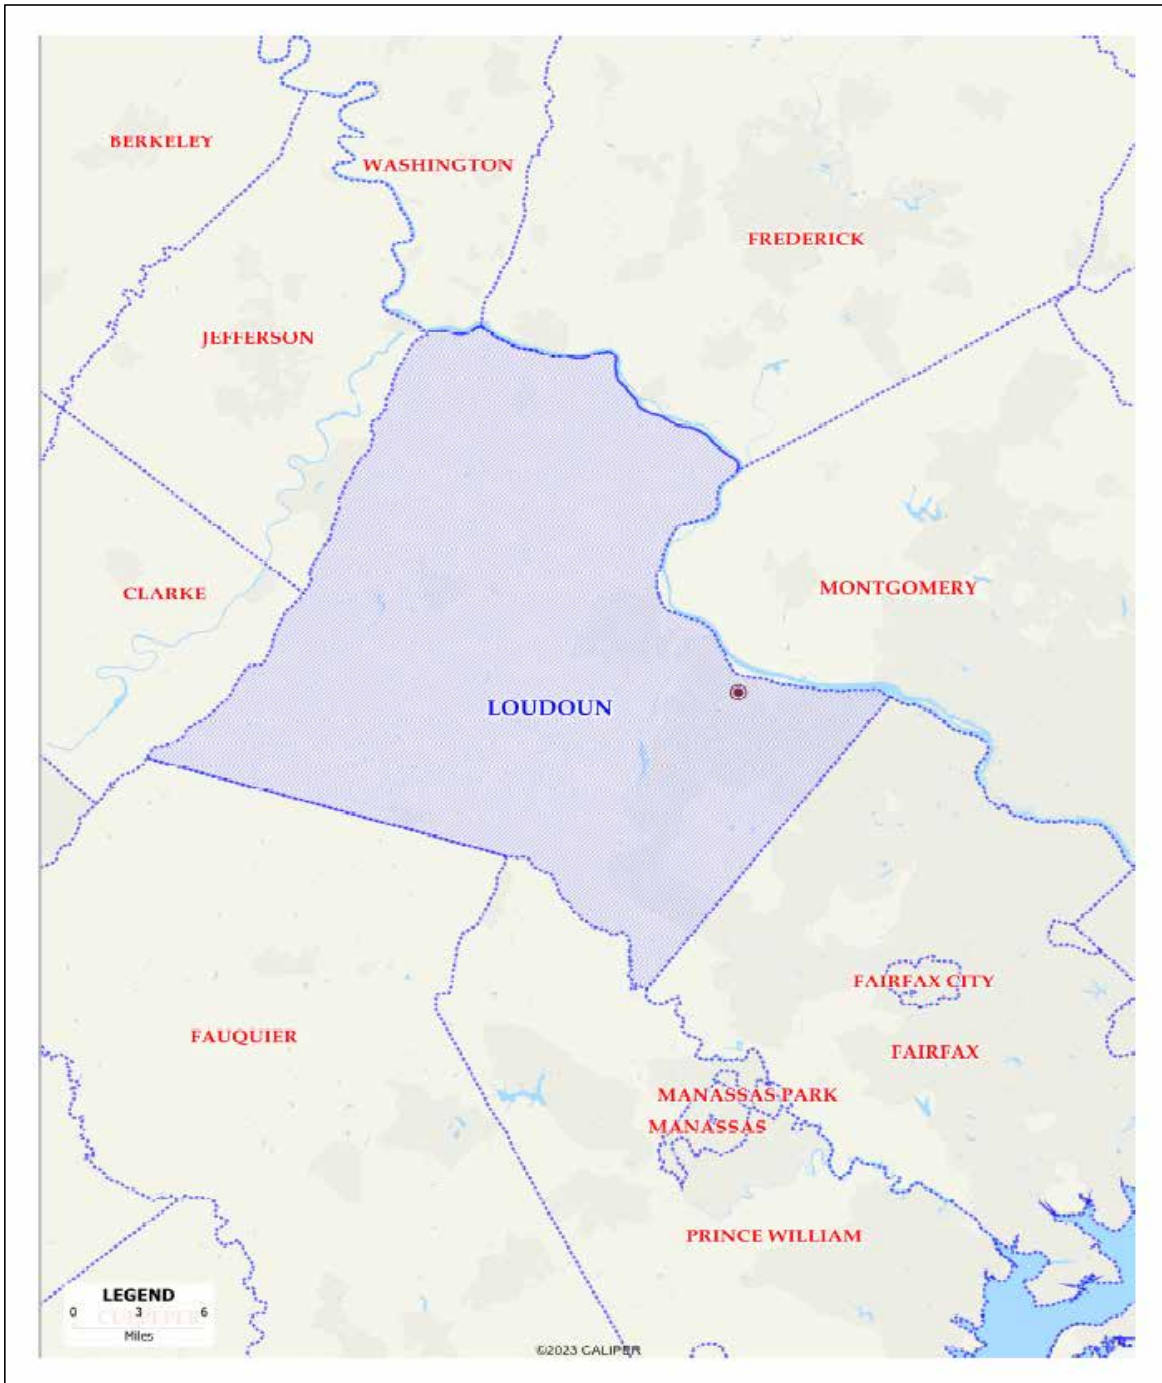 BERKELEY
WASHINGTON
FREDERICK
JEFFERSON
CLARKE
MONTGOMERY
LOUDOUN
FAIRFAX CITY
FAUQUIER
FAIRFAX
MANASSAS PARK
MANASSAS
PRINCE WILLIAM
LEGEND
0 3 6
CULPEPER
Miles
©2023 CALIPER